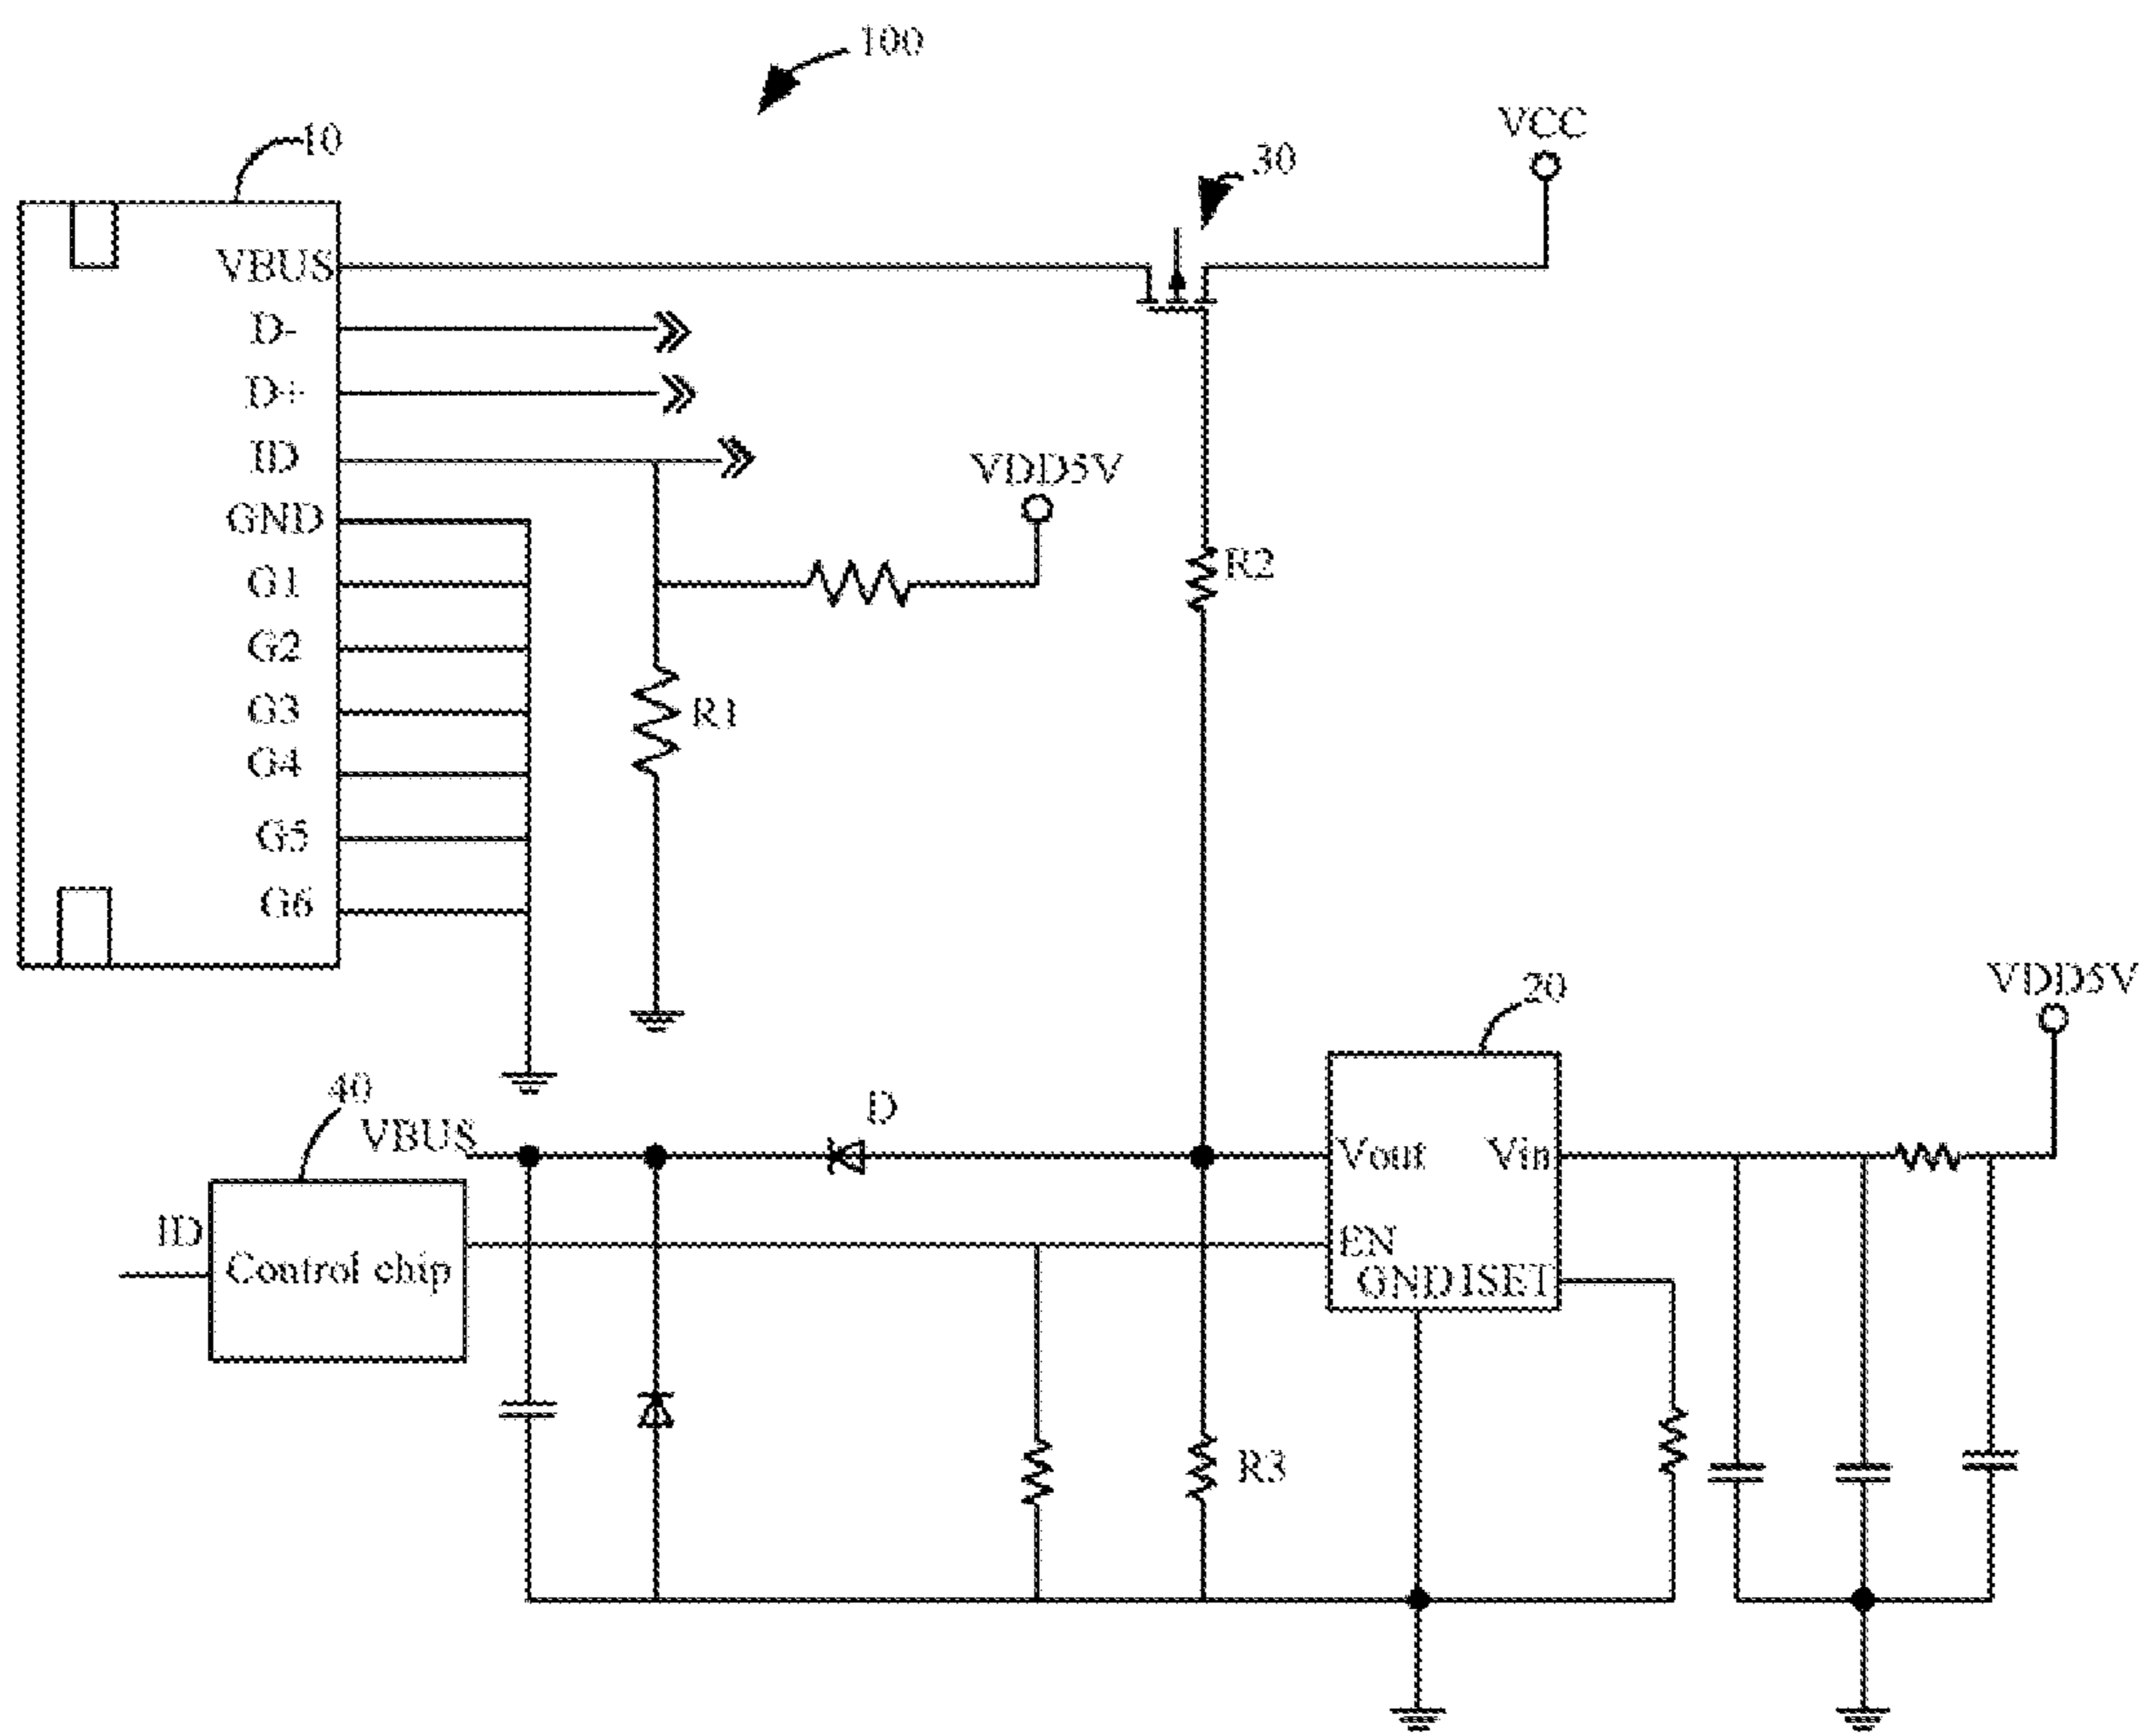 100
10
VCC
30
VBUS
D-
D+
ID
VDD5V
GND
R2
G1
G2
G3
R1
G4
G5
G6
20
VDD5V
40
VBUS
D
Vout Vin
ID
EN
Control chip
GND ISET
R3